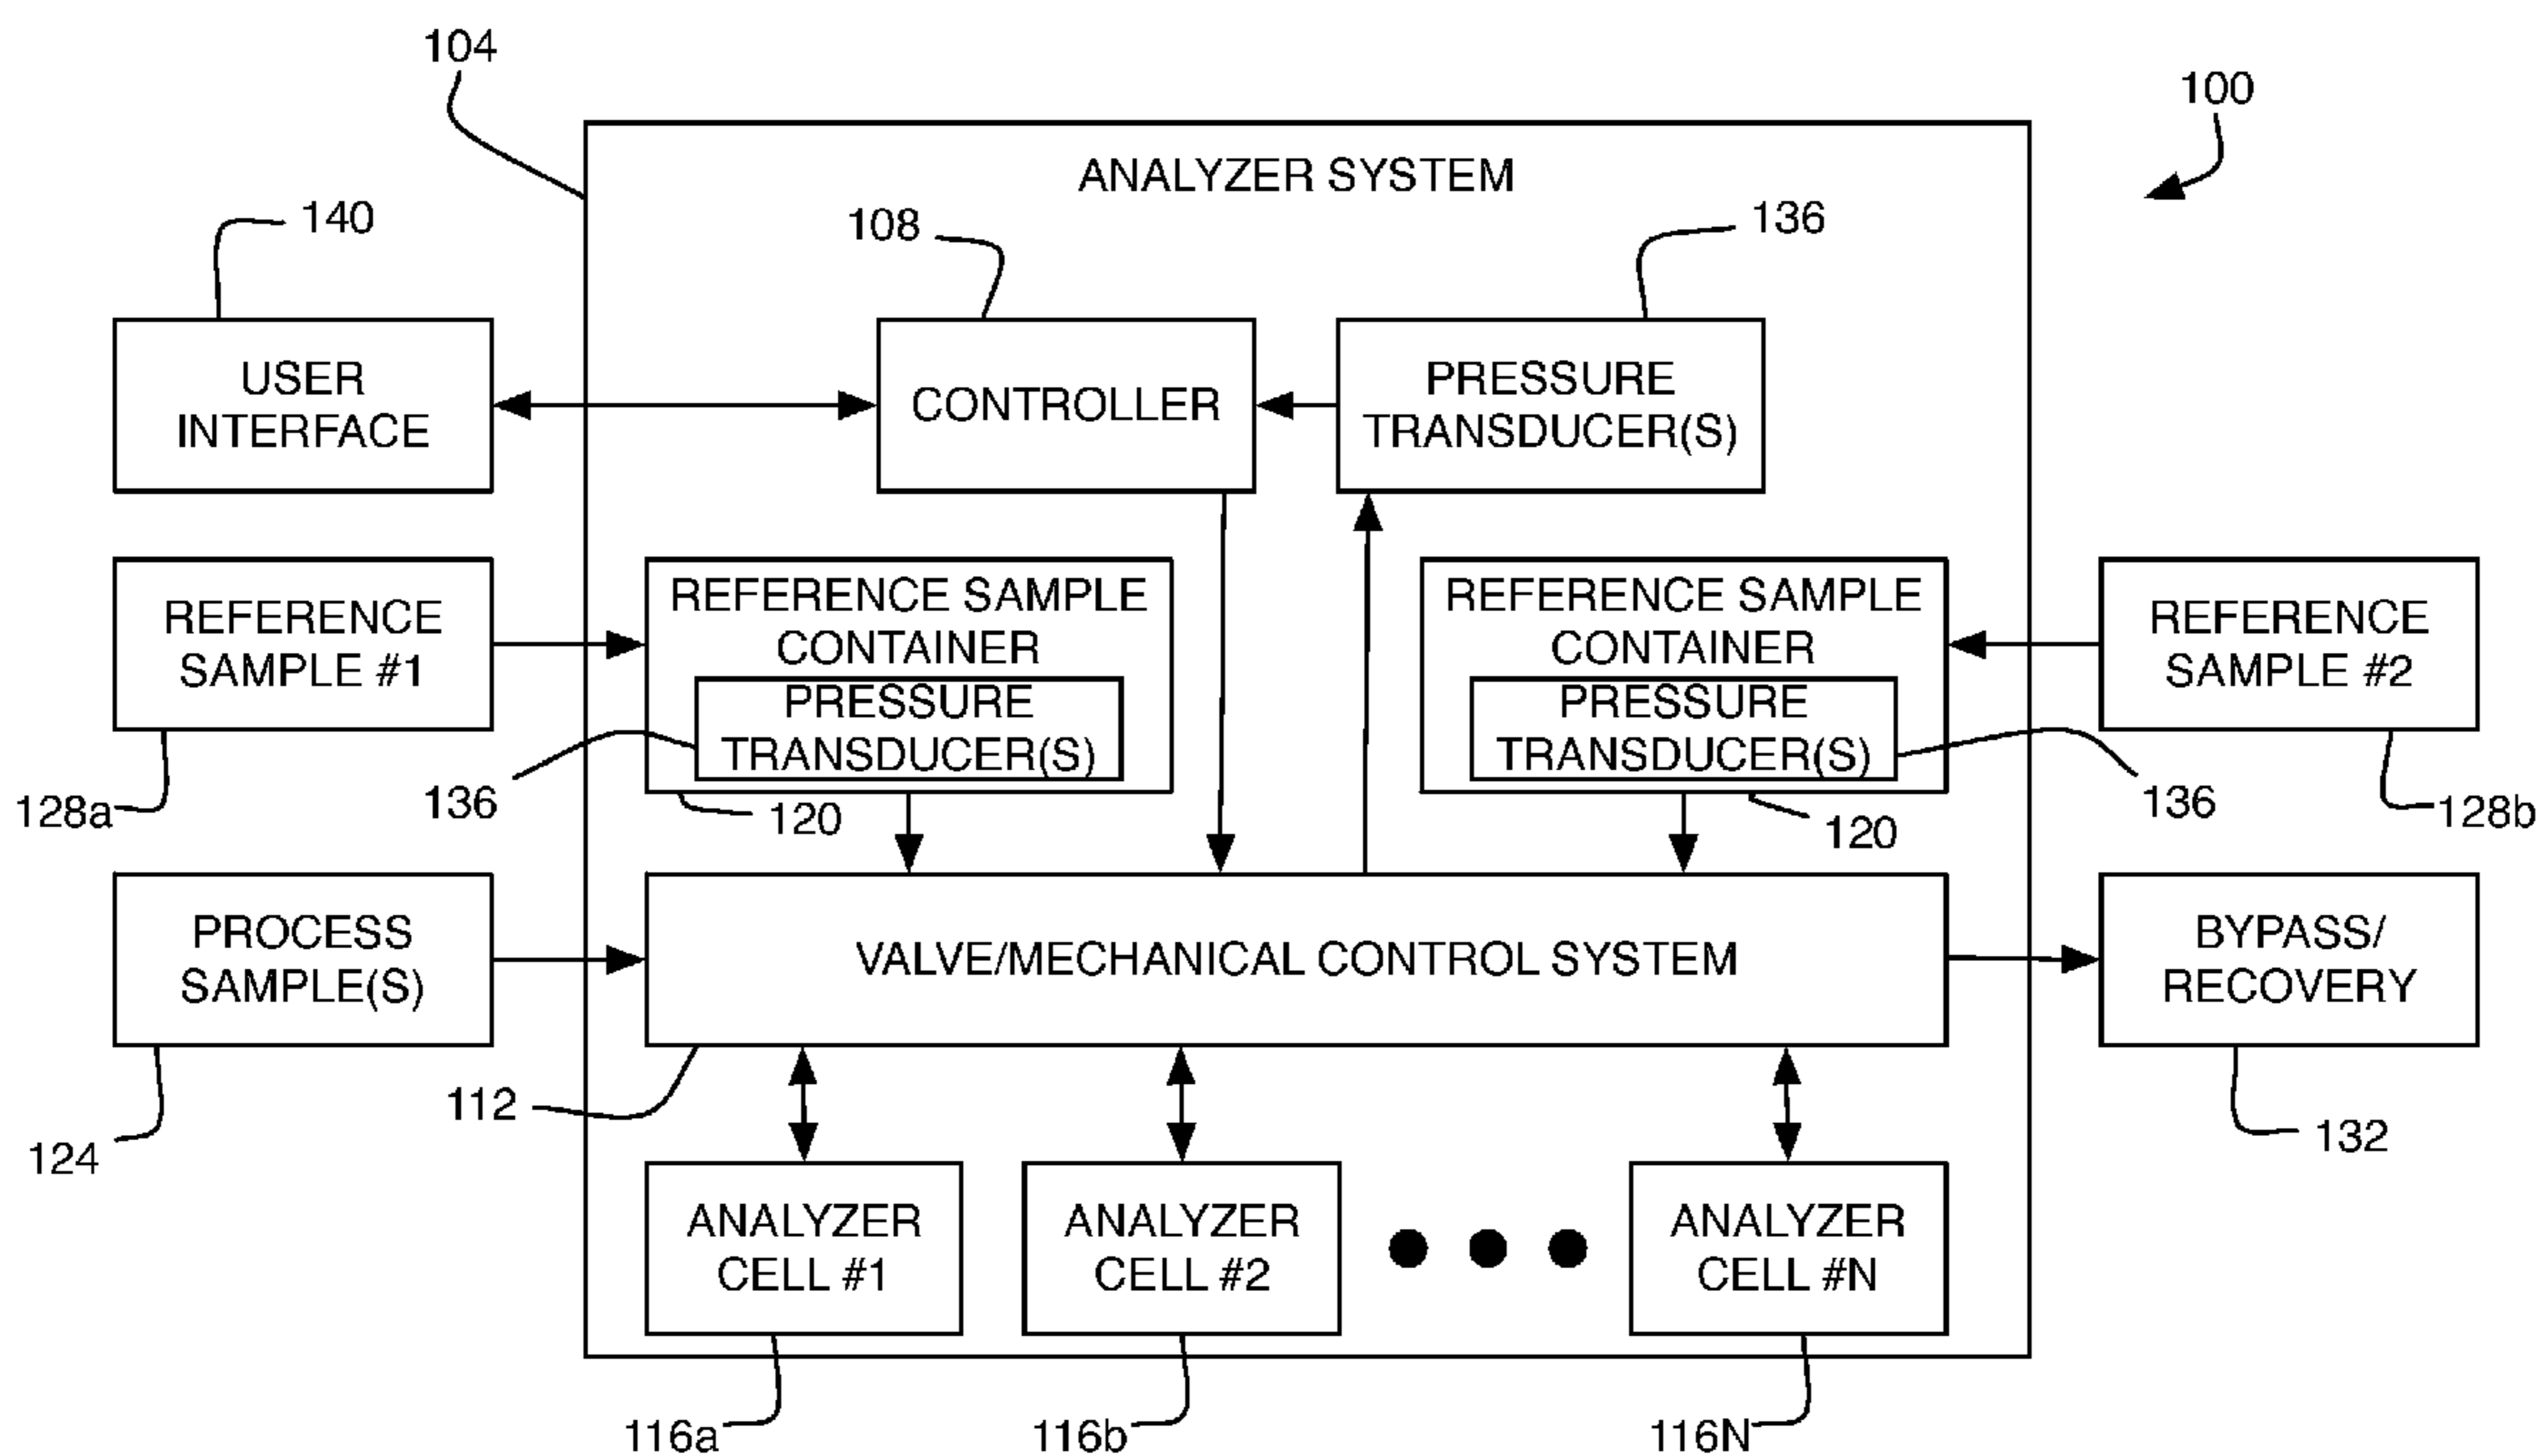 104
100
ANALYZER SYSTEM
140
108
136
USER
INTERFACE
CONTROLLER
PRESSURE
TRANSDUCER(S)
REFERENCE
SAMPLE #1
REFERENCE SAMPLE
CONTAINER
PRESSURE
TRANSDUCER(S)
REFERENCE SAMPLE
CONTAINER
PRESSURE
TRANSDUCER(S)
REFERENCE
SAMPLE #2
128a
136
120
120
136
128b
PROCESS
SAMPLE(S)
VALVE/MECHANICAL CONTROL SYSTEM
BYPASS/
RECOVERY
124
112
132
ANALYZER
CELL #1
ANALYZER
CELL #2
ANALYZER
CELL #N
116a
116b
116N